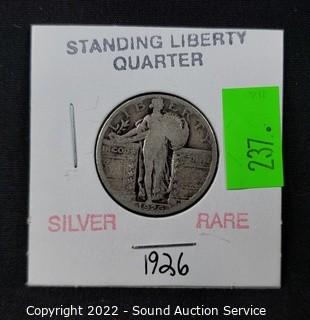 STANDING LIBERTY
QUARTER
237.
LIBERTY
SILVER
RARE
1926
Copyright 2022 - Sound Auction Service